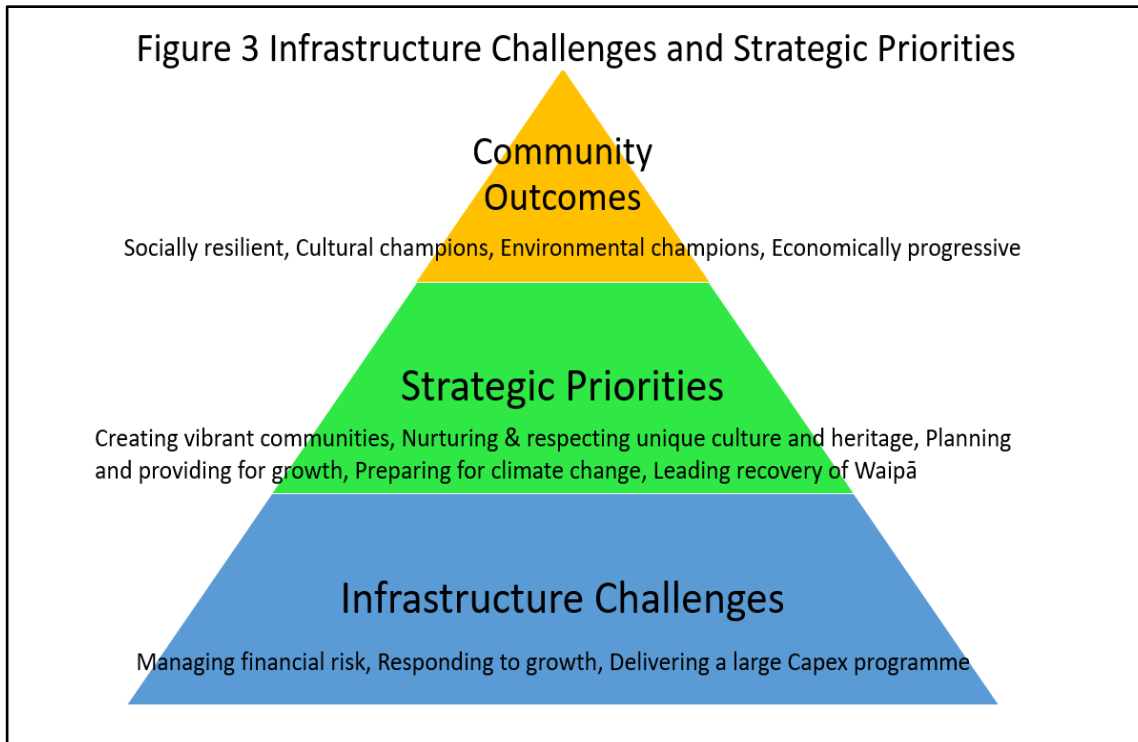 Figure 3 Infrastructure Challenges and Strategic Priorities
Community
Outcomes
Socially resilient, Cultural champions, Environmental champions, Economically progressive
Strategic Priorities
Creating vibrant communities, Nurturing & respecting unique culture and heritage, Planning
and providing for growth, Preparing for climate change, Leading recovery of Waipā
Infrastructure Challenges
Managing financial risk, Responding to growth, Delivering a large Capex programme